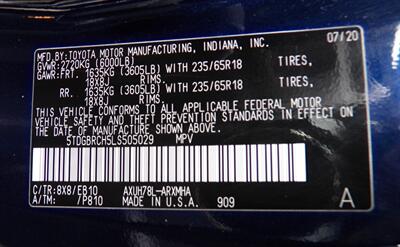 MFD. BY: TOYOTA MOTOR MANUFACTURING, INDIANA, INC. 07/20
GVWR: 2720KG (6000LB)
GAWR: FRT. 1635KG (3605LB) WITH 235/65R18 TIRES,
18X8J RIMS,
RR. 1635KG (3605LB) WITH 235/65R18 TIRES,
18X8J RIMS.
THIS VEHICLE CONFORMS TO ALL APPLICABLE FEDERAL MOTOR
VEHICLE SAFETY AND THEFT PREVENTION STANDARDS IN EFFECT ON
THE DATE OF MANUFACTURE SHOWN ABOVE.
5TDGBRCH5LS505029 MPV
C/TR: 8X8/EB10 AXUH78L-ARXMHA
A/TM: /P810 MADE IN U.S.A. 909 A